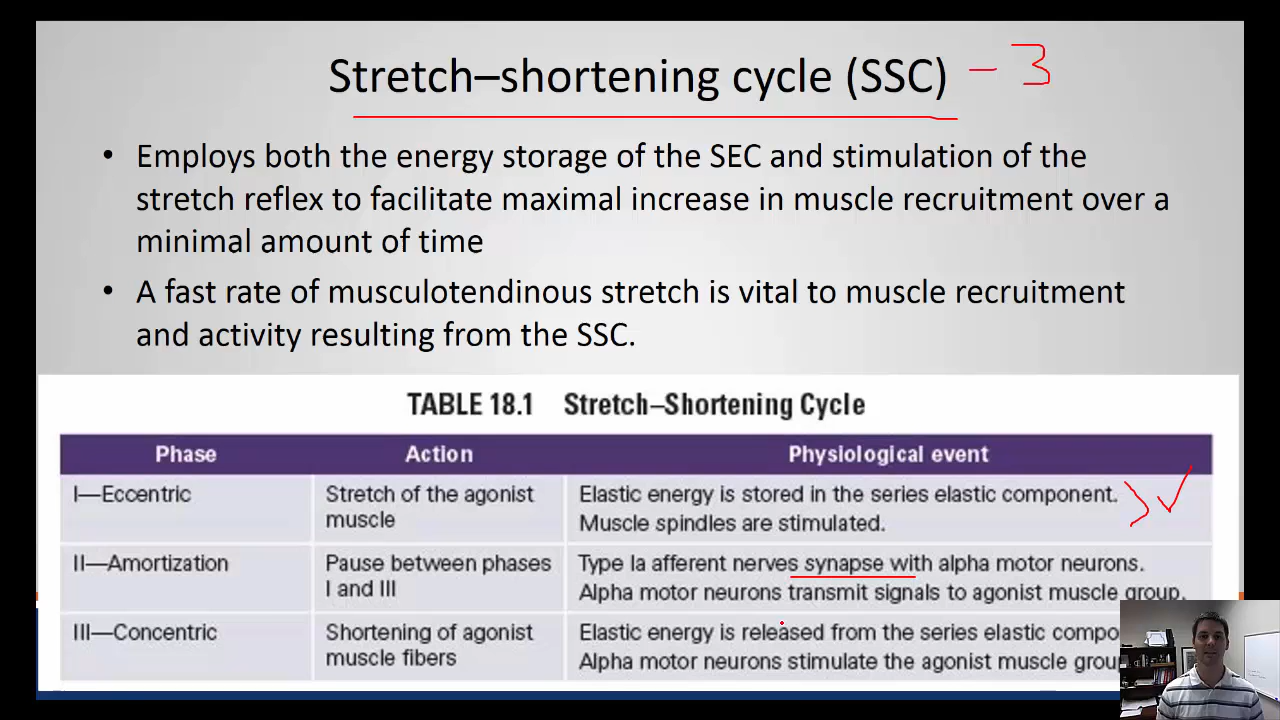 Stretch–shortening cycle (SSC) – 3
• Employs both the energy storage of the SEC and stimulation of the
stretch reflex to facilitate maximal increase in muscle recruitment over a
minimal amount of time
• A fast rate of musculotendinous stretch is vital to muscle recruitment
and activity resulting from the SSC.
TABLE 18.1 Stretch–Shortening Cycle
Phase Action Physiological event
I—Eccentric Stretch of the agonist Elastic energy is stored in the series elastic component.
muscle Muscle spindles are stimulated.
II—Amortization Pause between phases Type Ia afferent nerves synapse with alpha motor neurons.
I and III Alpha motor neurons transmit signals to agonist muscle group.
III—Concentric Shortening of agonist Elastic energy is released from the series elastic compo
muscle fibers Alpha motor neurons stimulate the agonist muscle grou